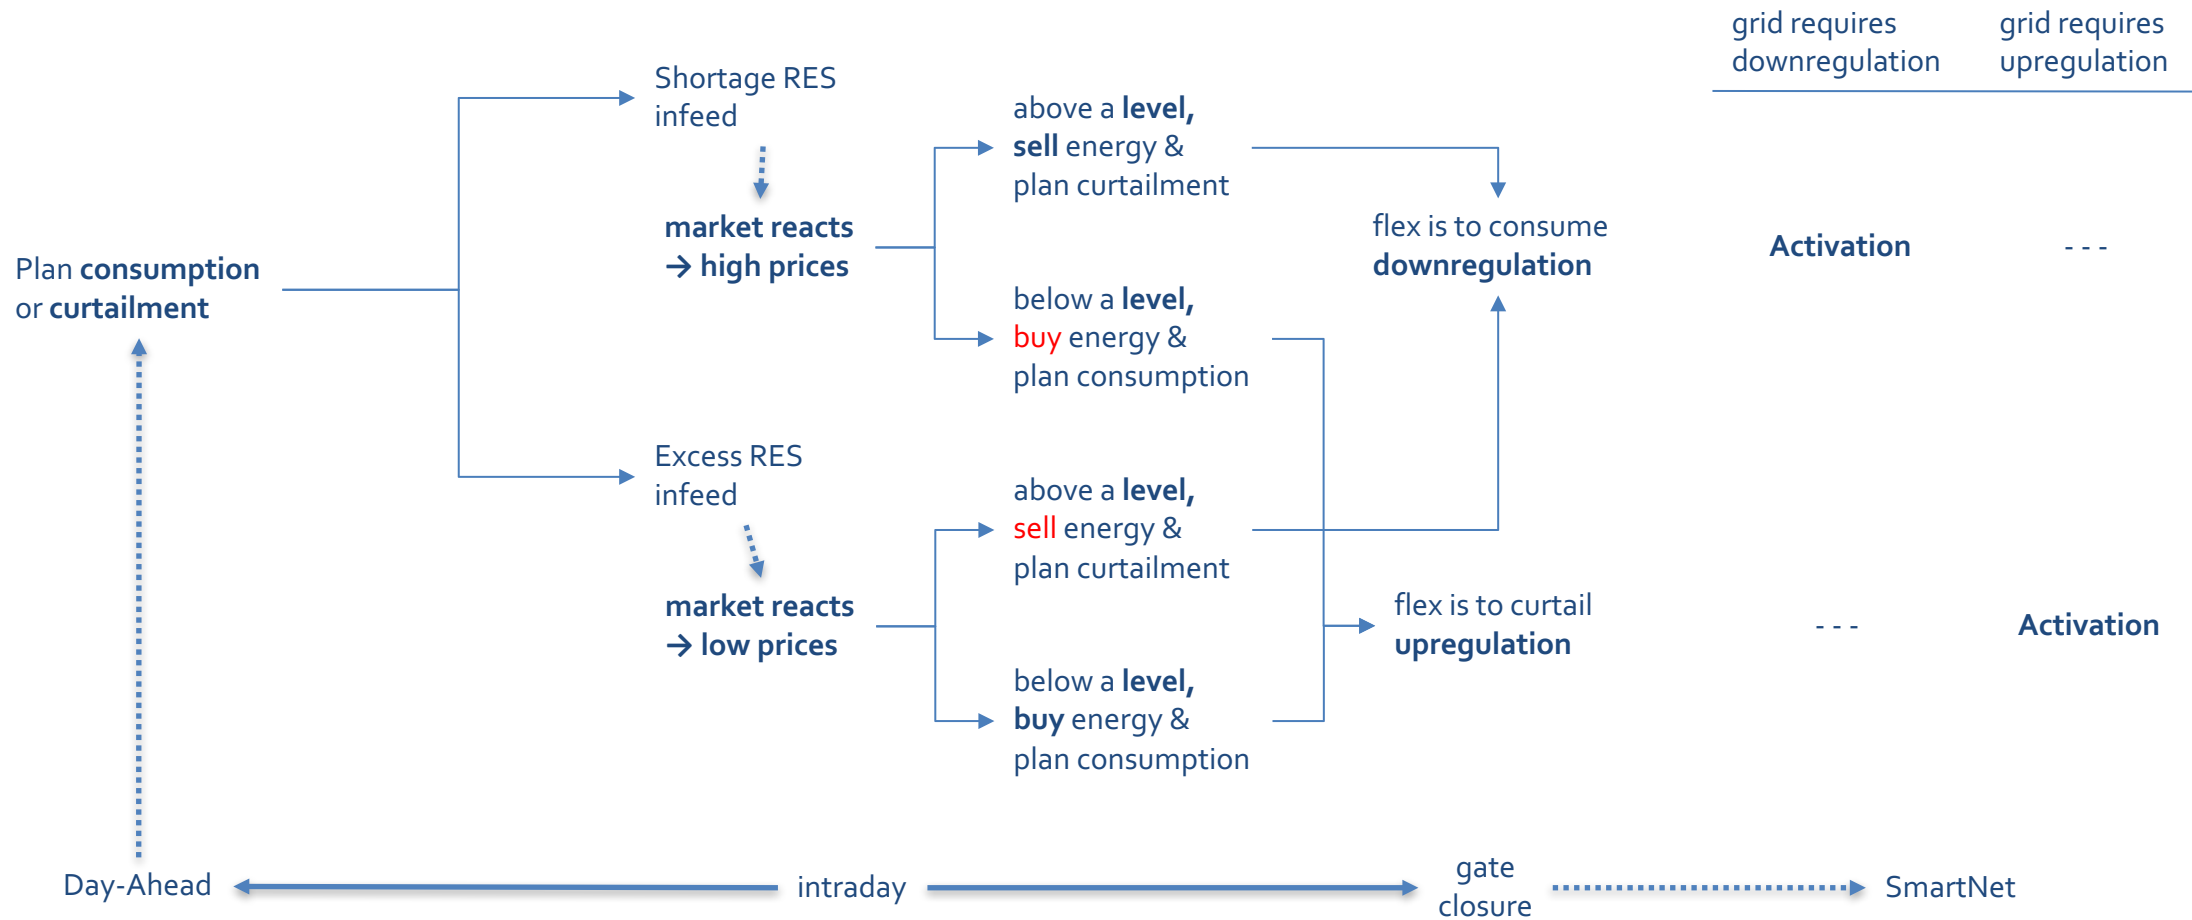 grid requires
downregulation
grid requires
upregulation
Shortage RES
infeed
market reacts
→ high prices
above a level,
sell energy &
plan curtailment
below a level,
buy energy &
plan consumption
flex is to consume
downregulation
Activation
- - -
Plan consumption
or curtailment
Excess RES
infeed
market reacts
→ low prices
above a level,
sell energy &
plan curtailment
below a level,
buy energy &
plan consumption
flex is to curtail
upregulation
- - -
Activation
Day-Ahead
intraday
gate
closure
SmartNet